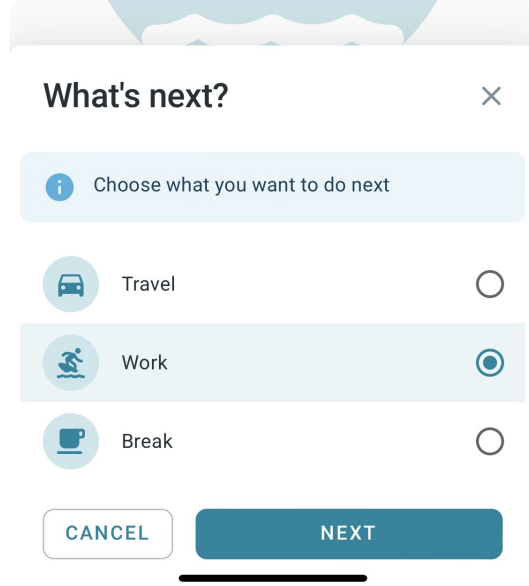 What's next?
Choose what you want to do next
Travel
Work
Break
CANCEL
NEXT